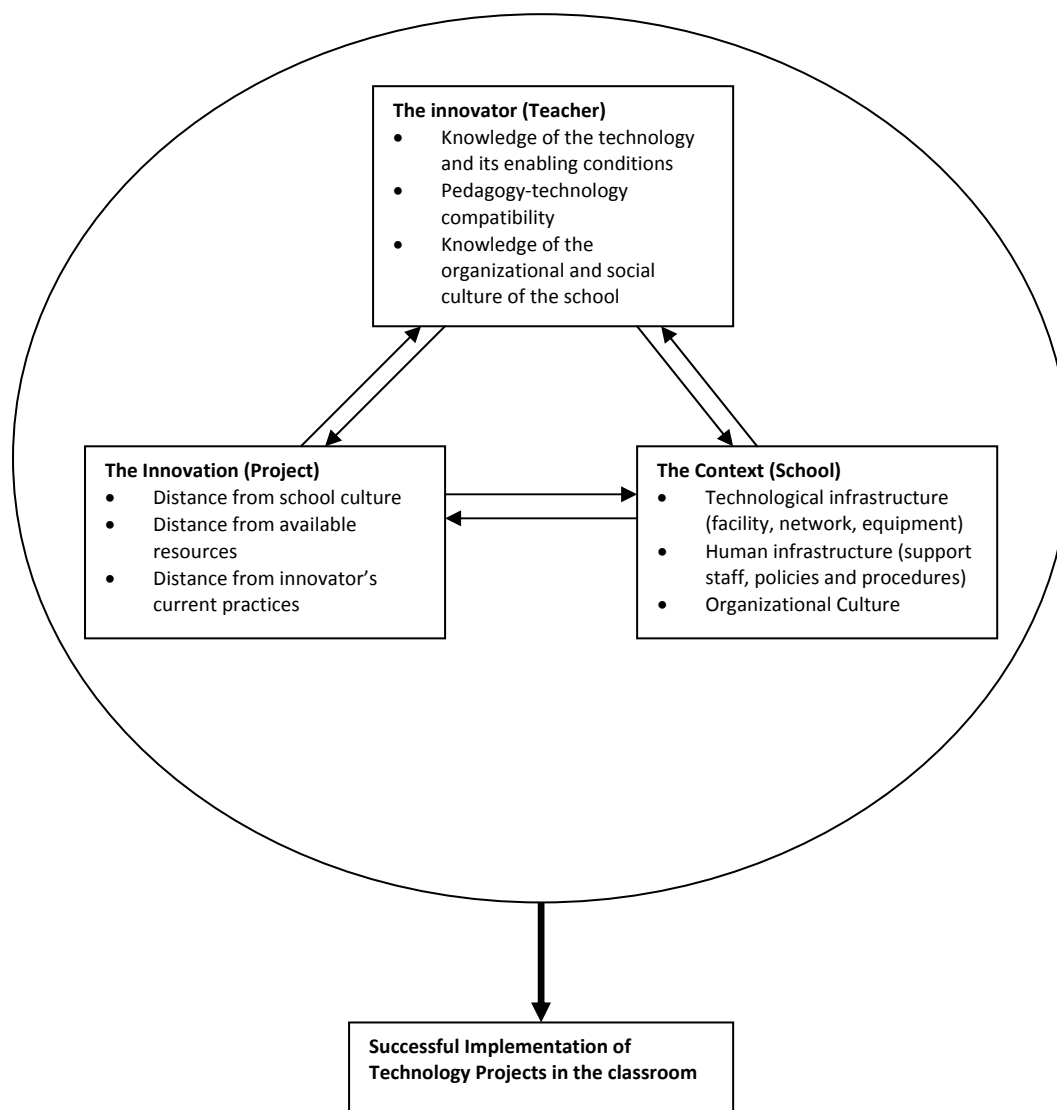 The innovator (Teacher)
• Knowledge of the technology
and its enabling conditions
• Pedagogy-technology
compatibility
• Knowledge of the
organizational and social
culture of the school
The Innovation (Project)
• Distance from school culture
• Distance from available
resources
• Distance from innovator’s
current practices
The Context (School)
• Technological infrastructure
(facility, network, equipment)
• Human infrastructure (support
staff, policies and procedures)
• Organizational Culture
Successful Implementation of
Technology Projects in the classroom